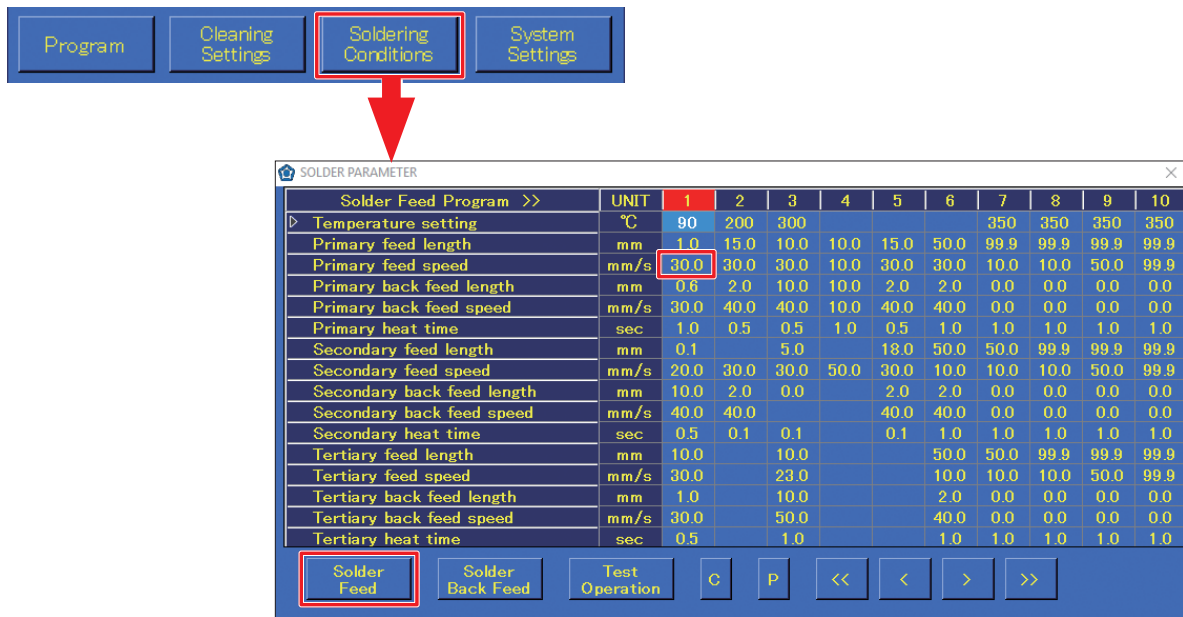 Program Cleaning Settings Soldering Conditions System Settings
SOLDER PARAMETER
Solder Feed Program >> UNIT 1 2 3 4 5 6 7 8 9 10
Temperature setting ℃ 90 200 300 350 350 350 350
Primary feed length mm 1.0 15.0 10.0 10.0 15.0 50.0 99.9 99.9 99.9 99.9
Primary feed speed mm/s 30.0 30.0 30.0 10.0 30.0 30.0 10.0 10.0 50.0 99.9
Primary back feed length mm 0.6 2.0 10.0 10.0 2.0 2.0 0.0 0.0 0.0 0.0
Primary back feed speed mm/s 30.0 40.0 40.0 10.0 40.0 40.0 0.0 0.0 0.0 0.0
Primary heat time sec 1.0 0.5 0.5 1.0 0.5 1.0 1.0 1.0 1.0 1.0
Secondary feed length mm 0.1 5.0 18.0 50.0 50.0 99.9 99.9 99.9
Secondary feed speed mm/s 20.0 30.0 30.0 50.0 30.0 10.0 10.0 10.0 50.0 99.9
Secondary back feed length mm 10.0 2.0 0.0 2.0 2.0 0.0 0.0 0.0 0.0
Secondary back feed speed mm/s 40.0 40.0 40.0 40.0 0.0 0.0 0.0 0.0
Secondary heat time sec 0.5 0.1 0.1 0.1 1.0 1.0 1.0 1.0 1.0
Tertiary feed length mm 10.0 10.0 50.0 50.0 99.9 99.9 99.9
Tertiary feed speed mm/s 30.0 23.0 10.0 10.0 10.0 50.0 99.9
Tertiary back feed length mm 1.0 10.0 2.0 0.0 0.0 0.0 0.0
Tertiary back feed speed mm/s 30.0 50.0 40.0 0.0 0.0 0.0 0.0
Tertiary heat time sec 0.5 1.0 1.0 1.0 1.0 1.0 1.0
Solder Feed Solder Back Feed Test Operation C P << < > >>